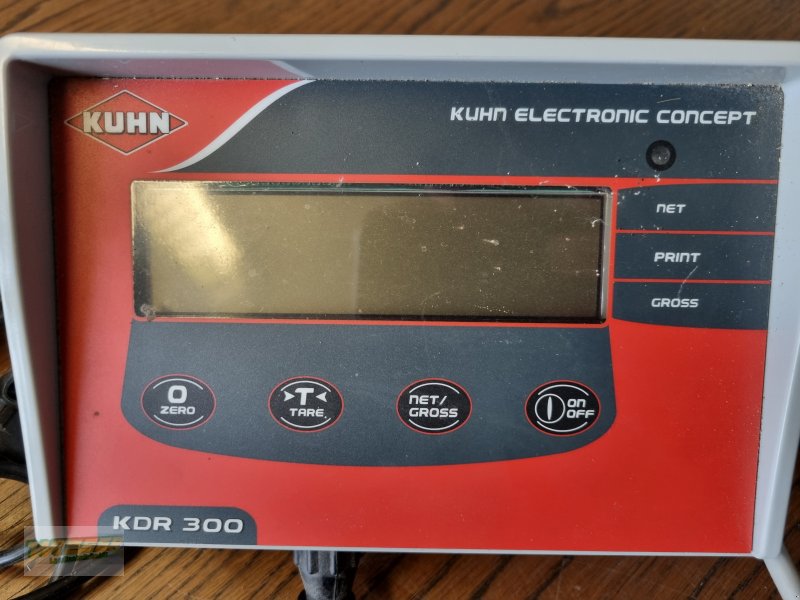 KUHN
KUHN ELECTRONIC CONCEPT
NET
PRINT
GROSS
0
ZERO
>T<
TARE
NET/
GROSS
ON
OFF
KDR 300